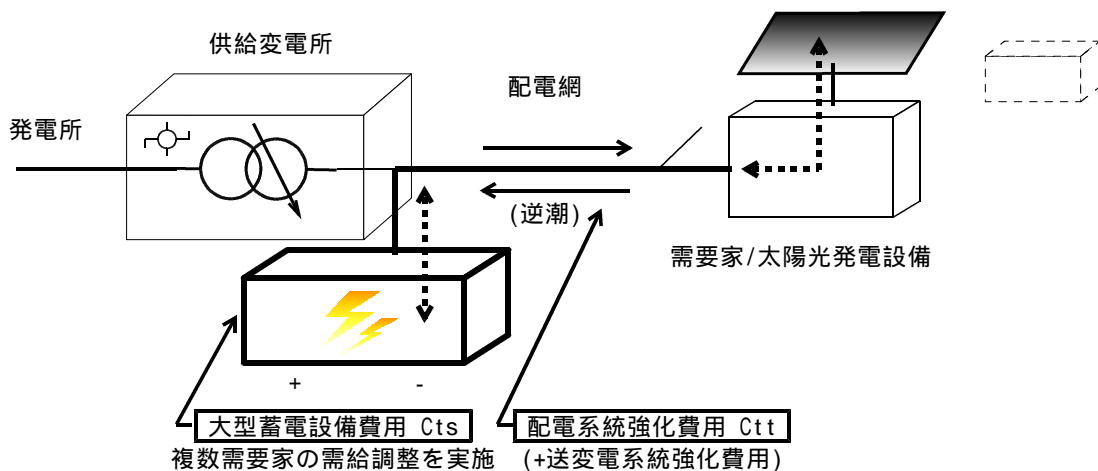 供給変電所
配電網
発電所
(逆潮)
需要家/太陽光発電設備
+ -
大型蓄電設備費用 Cts
複数需要家の需給調整を実施
配電系統強化費用 Ctt
(+送変電系統強化費用)